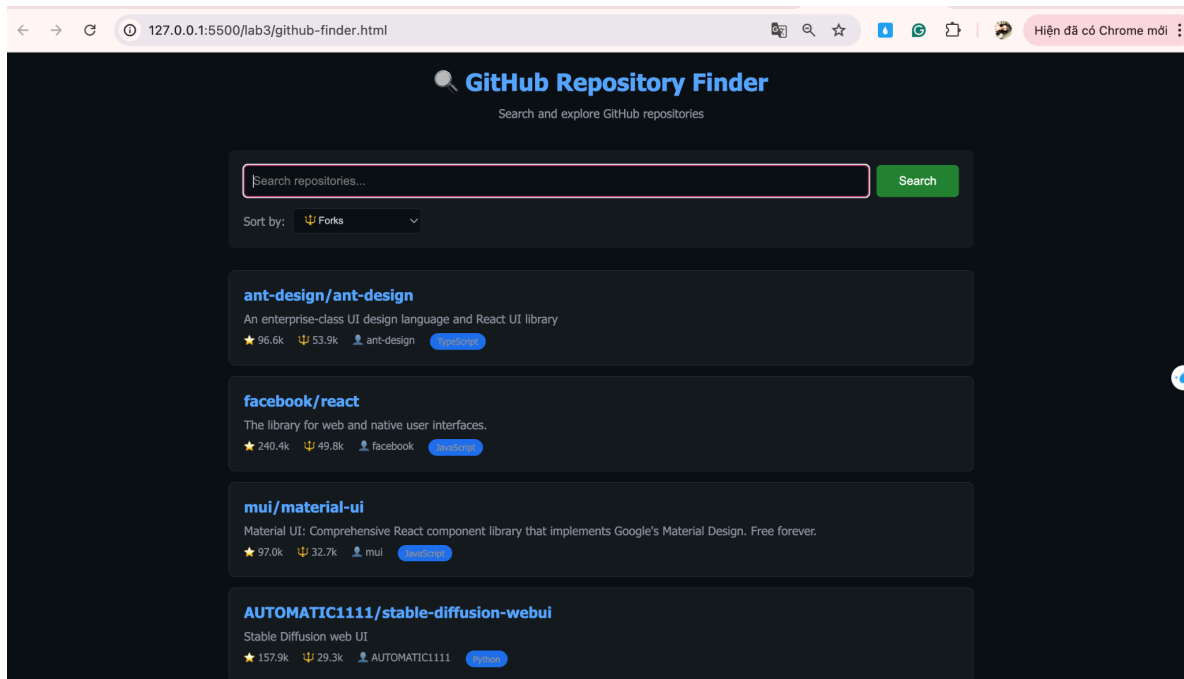 127.0.0.1:5500/lab3/github-finder.html
Hiện đã có Chrome mới
GitHub Repository Finder
Search and explore GitHub repositories
Search repositories...
Search
Sort by: Forks
ant-design/ant-design
An enterprise-class UI design language and React UI library
96.6k 53.9k ant-design TypeScript
facebook/react
The library for web and native user interfaces.
240.4k 49.8k facebook JavaScript
mui/material-ui
Material UI: Comprehensive React component library that implements Google's Material Design. Free forever.
97.0k 32.7k mui JavaScript
AUTOMATIC1111/stable-diffusion-webui
Stable Diffusion web UI
157.9k 29.3k AUTOMATIC1111 Python